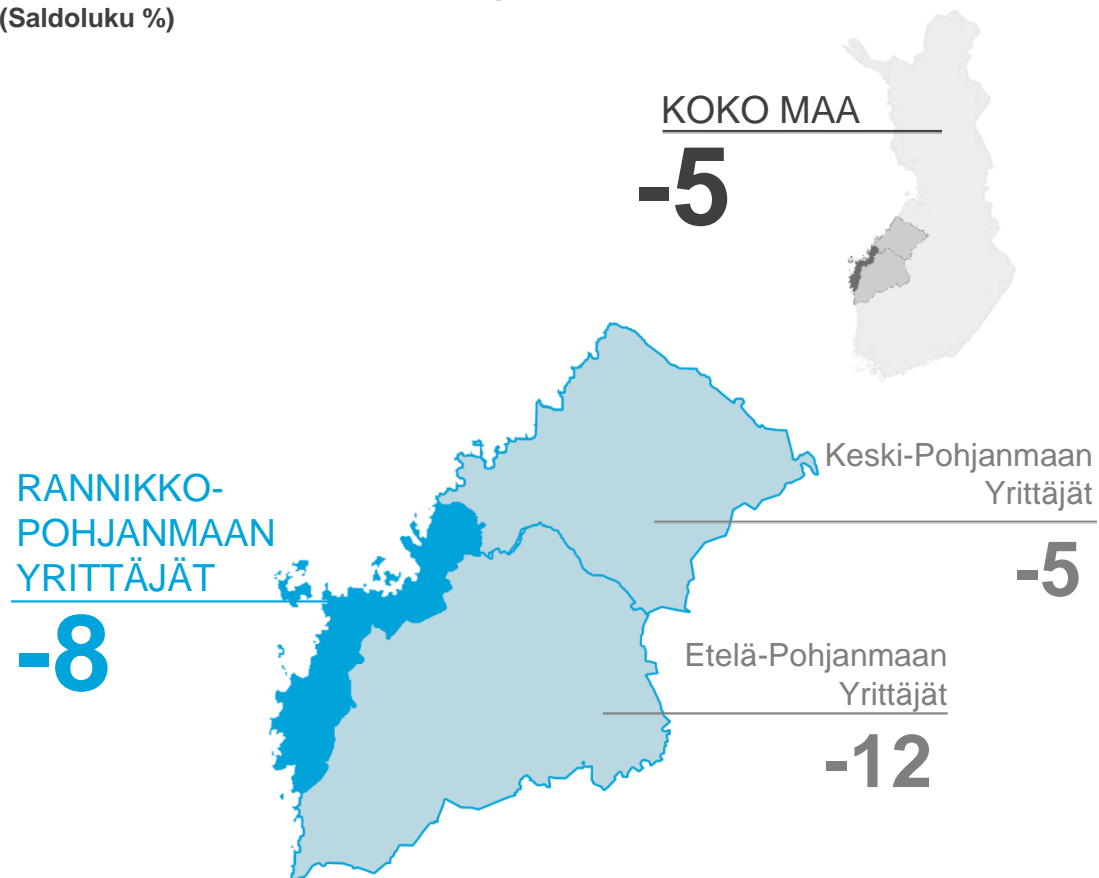 (Saldoluku %)
KOKO MAA
-5
Keski-Pohjanmaan
Yrittäjät
-5
RANNIKKO-
POHJANMAAN
YRITTÄJÄT
-8
Etelä-Pohjanmaan
Yrittäjät
-12